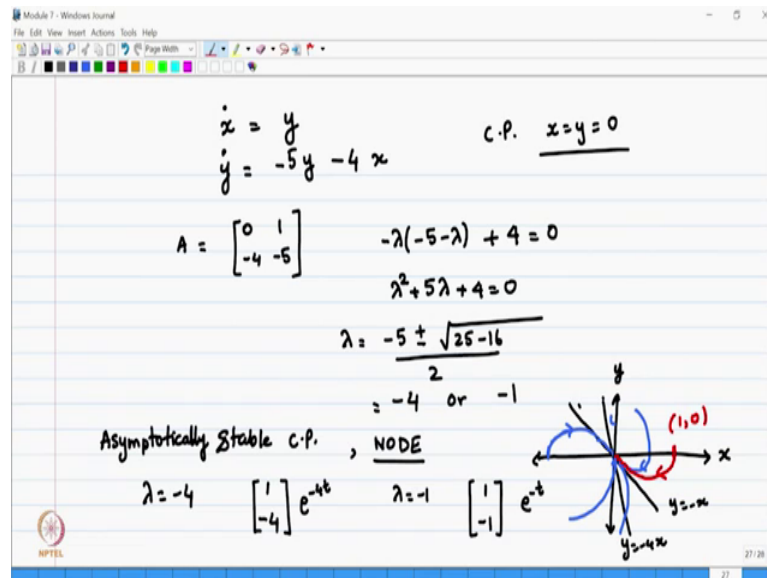 Module 7 - Windows Journal
File Edit View Insert Actions Tools Help
Page Width
B I
ẋ = y
C.P. x=y=0
ẏ = -5y -4x
A = [0 1
-4 -5]
-λ(-5-λ) + 4 = 0
λ²+5λ+4=0
λ = -5 ± √25-16
2
= -4 or -1
y
(1,0)
x
Asymptotically Stable C.P. , NODE
y=-x
λ=-4 [1
-4] e^-4t
λ=-1 [1
-1] e^-t
y=-4x
NPTEL
27/28
27